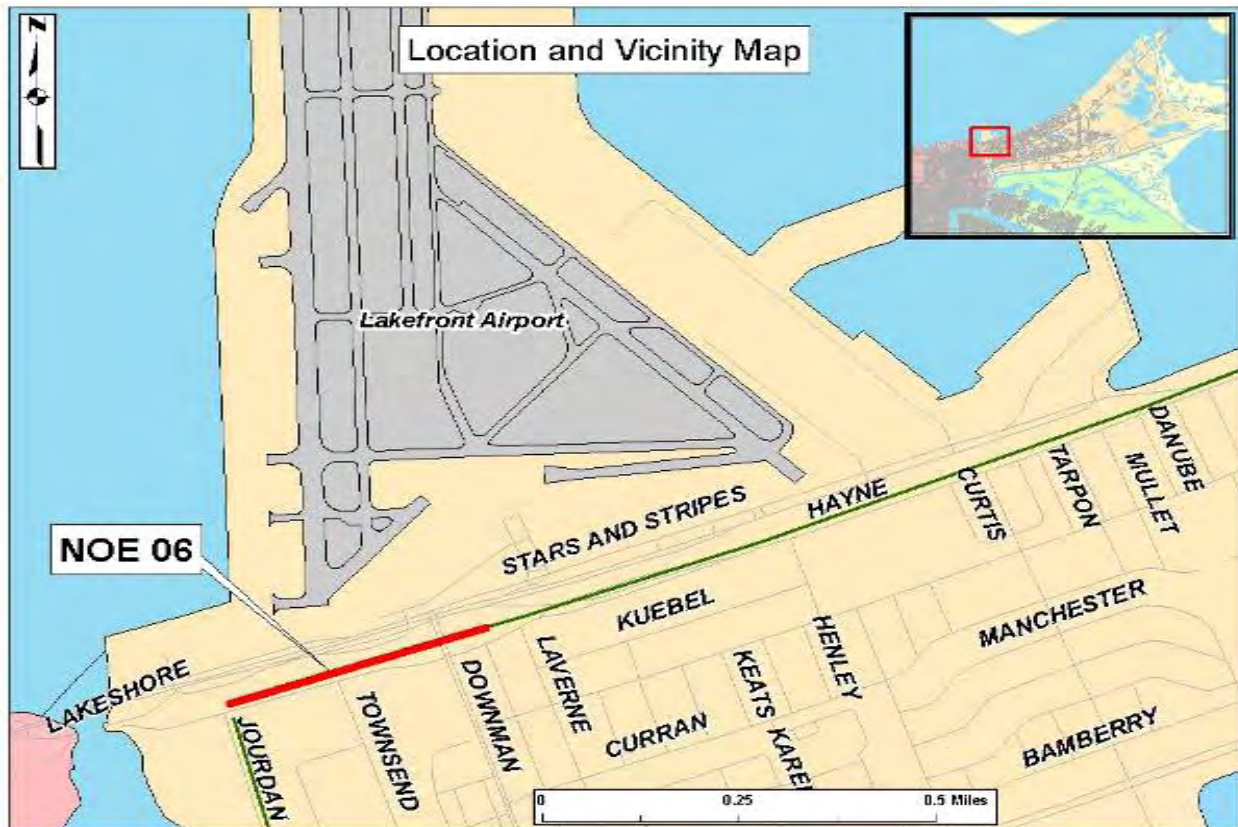 N
Location and Vicinity Map
Lakefront Airport
NOE 06
STARS AND STRIPES
HAYNE
CURTIS
TARPON
MULLET
DANUBE
LAKESHORE
KUEBEL
MANCHESTER
HENLEY
JOURDAN
TOWNSEND
DOWNMAN
LAVERNE
CURRAN
KEATS
BAMBERRY
0 0.25 0.5 Miles